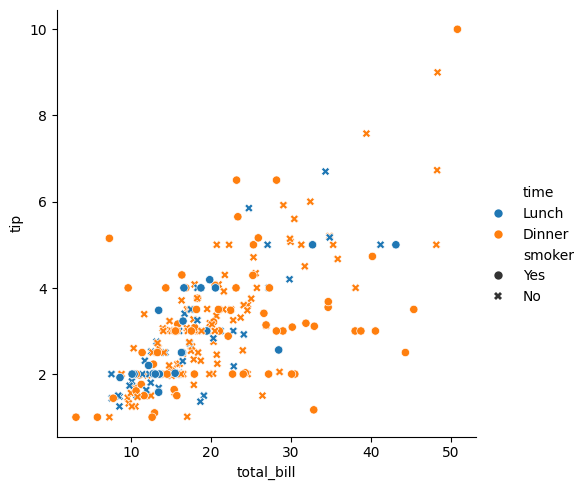 10
8
6
4
2
tip
10
20
30
40
50
total_bill
time
Lunch
Dinner
smoker
Yes
No